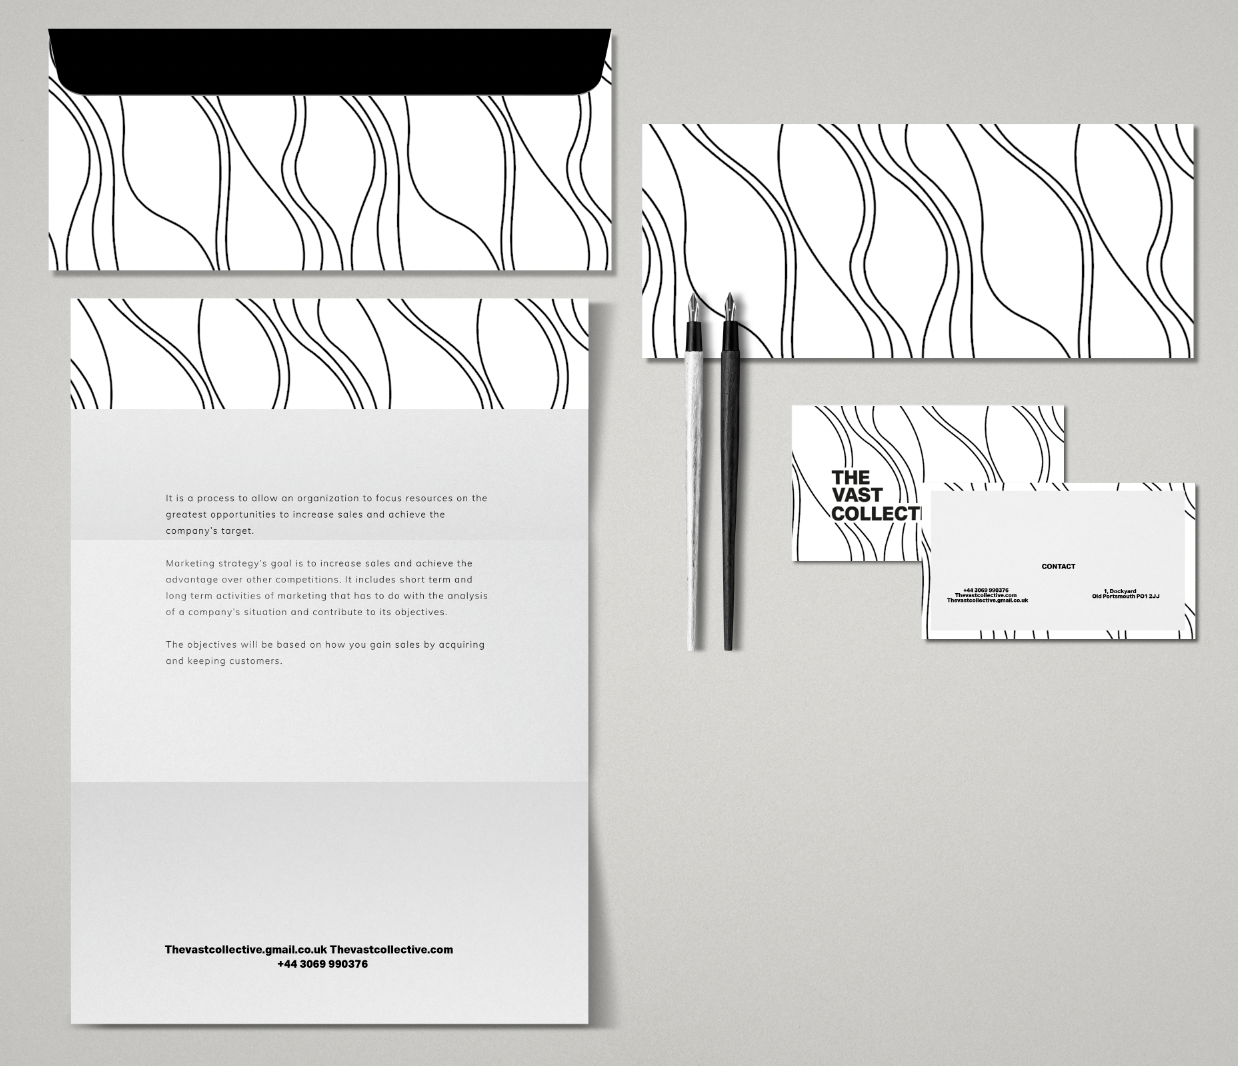 It is a process to allow an organization to focus resources on the
greatest opportunities to increase sales and achieve the
company's target.
Marketing strategy's goal is to increase sales and achieve the
advantage over other competitions. It includes short term and
long term activities of marketing that has to do with the analysis
of a company's situation and contribute to its objectives.
The objectives will be based on how you gain sales by acquiring
and keeping customers.
Thevastcollective.gmail.co.uk Thevastcollective.com
+44 3069 990376
THE
VAST
COLLECTI
CONTACT
+44 3069 990376
Thevastcollective.com
Thevastcollective.gmail.co.uk
1, Dockyard
Old Portsmouth PO1 2JJ